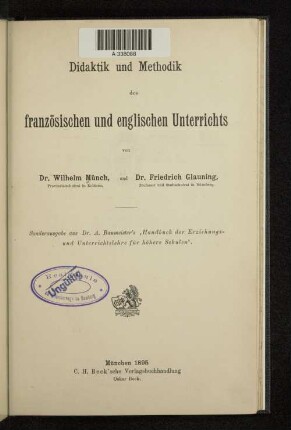 A 338088
Didaktik und Methodik
des
französischen und englischen Unterrichts
von
Dr. Wilhelm Münch, und Dr. Friedrich Glauning,
Sonderausgabe aus Dr. A. Baumeister's „Handbuch der Erziehungs-
und Unterrichtslehre für höhere Schulen“.
Ungültig
München 1895
C. H. Beck'sche Verlagsbuchhandlung
Oskar Beck.